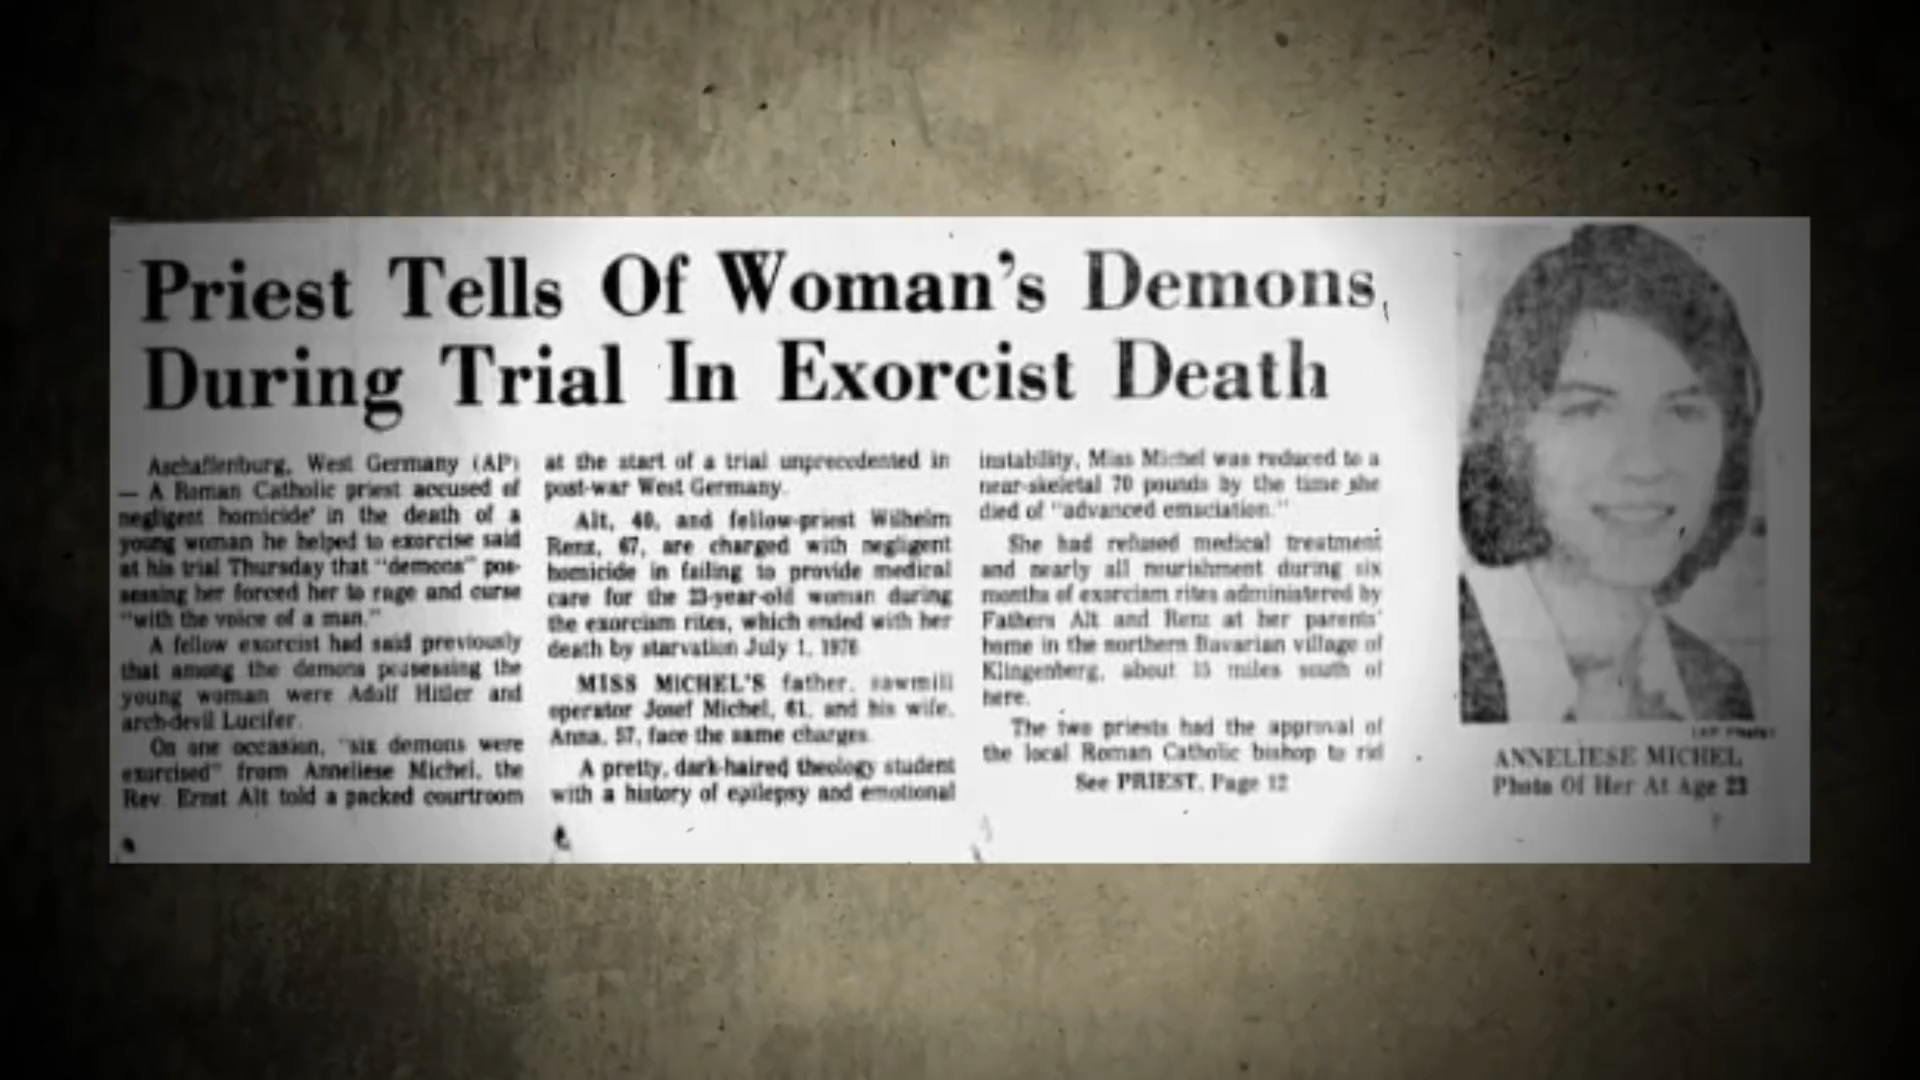 Priest Tells Of Woman's Demons,
During Trial In Exorcist Death
Aschaffenburg, West Germany (AP)
— A Roman Catholic priest accused of
negligent homicide' in the death of a
young woman he helped to exorcise said
at his trial Thursday that "demons" pos-
sessing her forced her to rage and curse
"with the voice of a man."
A fellow exorcist had said previously
that among the demons possessing the
young woman were Adolf Hitler and
arch-devil Lucifer.
On one occasion, "six demons were
exorcised" from Anneliese Michel, the
Rev. Ernst Alt told a packed courtroom
at the start of a trial unprecedented in
post-war West Germany.
Alt, 40, and fellow-priest Wilhelm
Renz, 67, are charged with negligent
homicide in failing to provide medical
care for the 23-year-old woman during
the exorcism rites, which ended with her
death by starvation July 1, 1976
MISS MICHEL'S father, sawmill
operator Josef Michel, 61, and his wife,
Anna, 57, face the same charges.
A pretty, dark-haired theology student
with a history of epilepsy and emotional
instability, Miss Michel was reduced to a
near-skeletal 70 pounds by the time she
died of "advanced emaciation."
She had refused medical treatment
and nearly all nourishment during six
months of exorcism rites administered by
Fathers Alt and Renz at her parents'
home in the northern Bavarian village of
Klingenberg, about 15 miles south of
here.
The two priests had the approval of
the local Roman Catholic bishop to rid
See PRIEST, Page 12
(AP Photo)
ANNELIESE MICHEL
Photo Of Her At Age 23